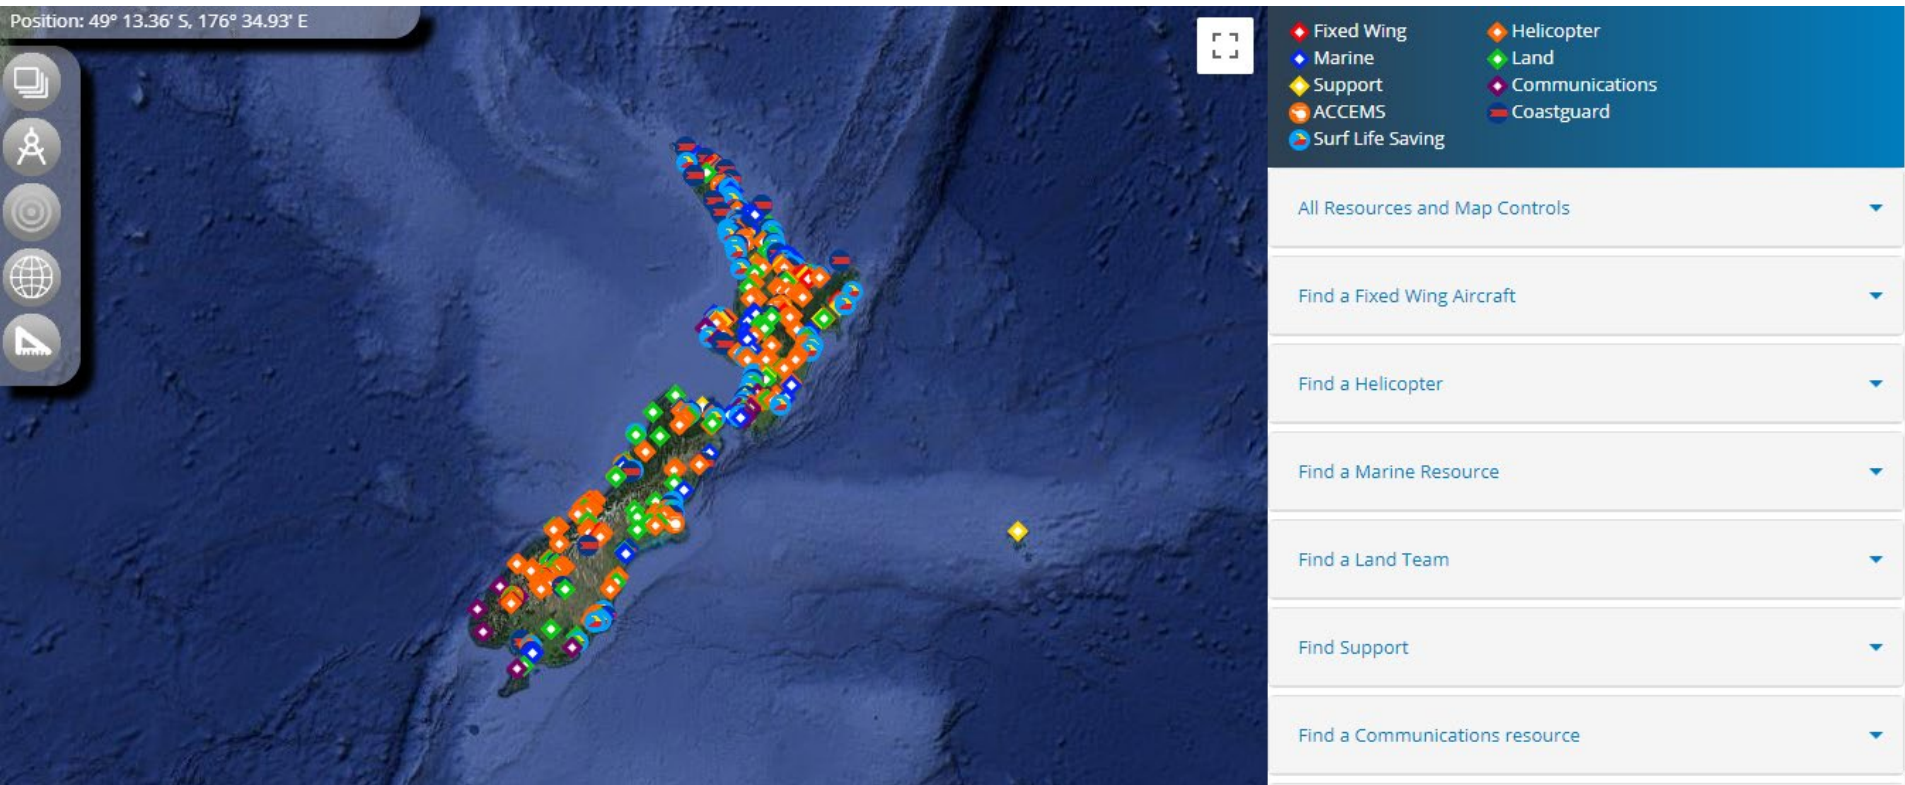 Position: 49° 13.36' S, 176° 34.93' E
Fixed Wing
Helicopter
Marine
Land
Support
Communications
ACCEMS
Coastguard
Surf Life Saving
All Resources and Map Controls
Find a Fixed Wing Aircraft
Find a Helicopter
Find a Marine Resource
Find a Land Team
Find Support
Find a Communications resource